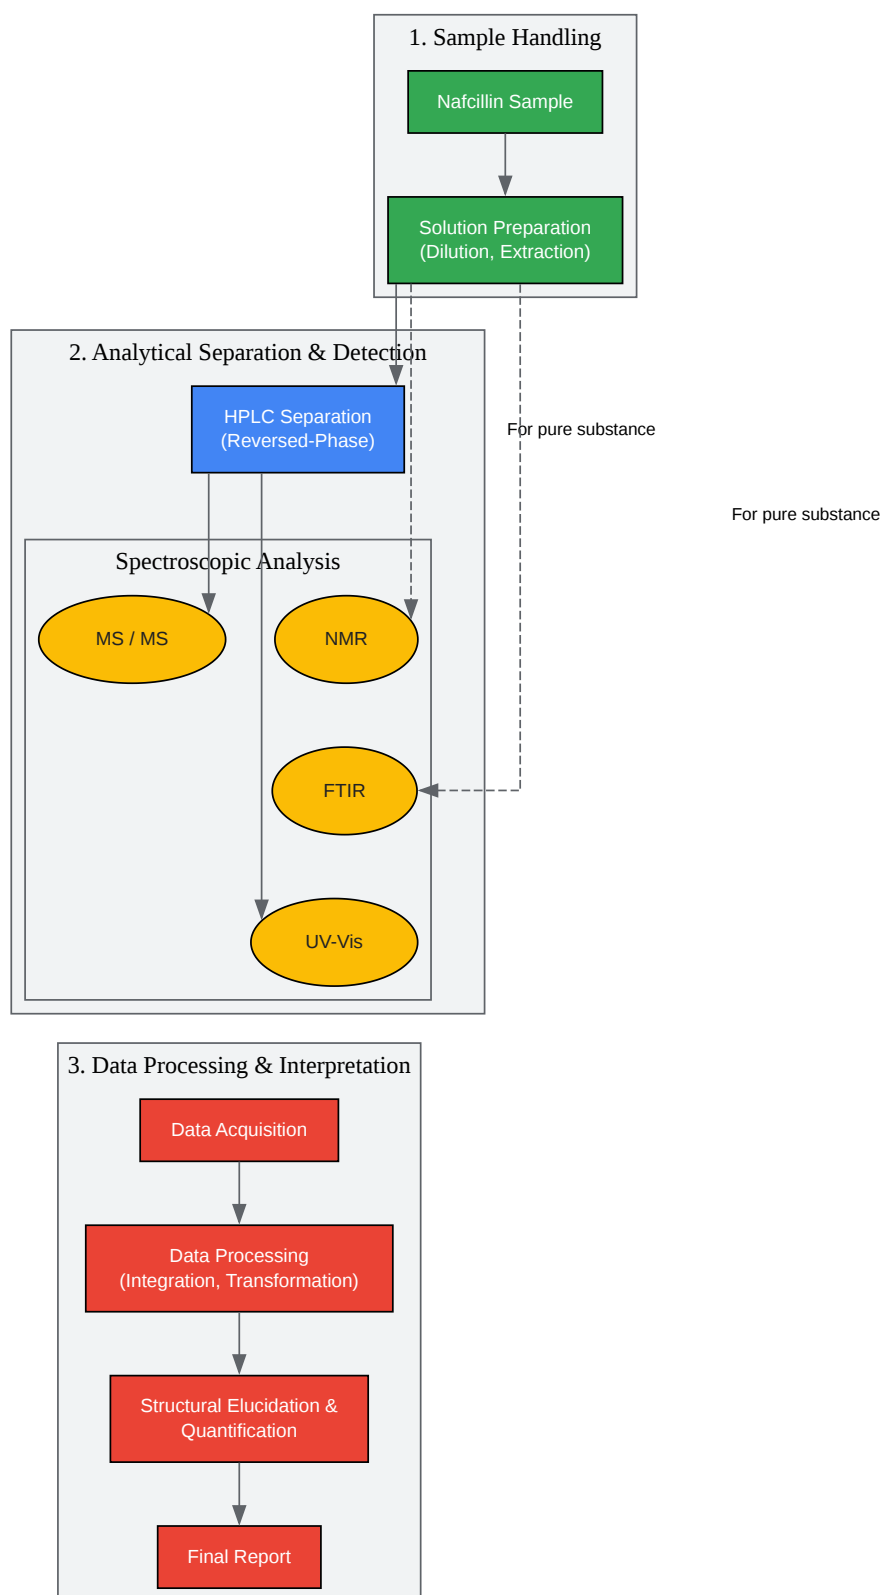 1. Sample Handling
Nafcillin Sample
Solution Preparation
(Dilution, Extraction)
2. Analytical Separation & Detection
HPLC Separation
(Reversed-Phase)
For pure substance
For pure substance
Spectroscopic Analysis
MS / MS
NMR
FTIR
UV-Vis
3. Data Processing & Interpretation
Data Acquisition
Data Processing
(Integration, Transformation)
Structural Elucidation &
Quantification
Final Report